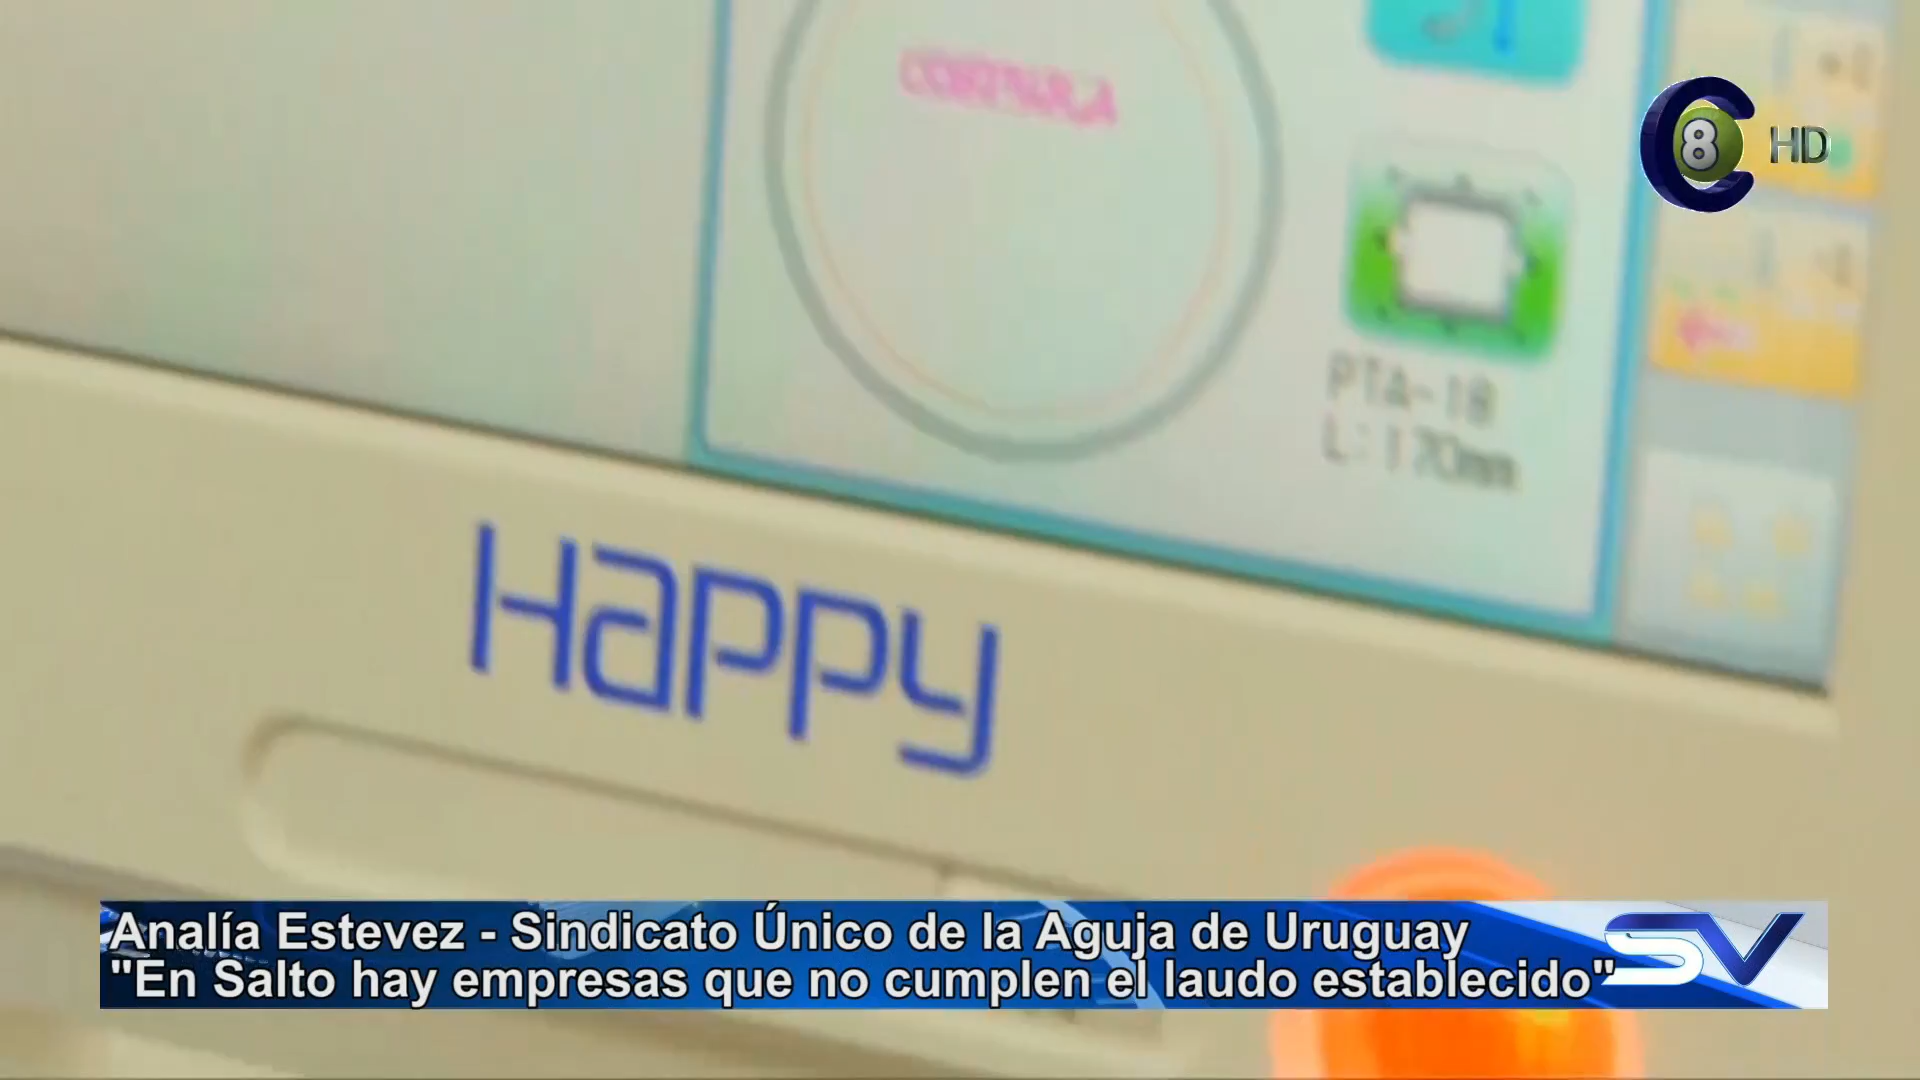 8 HD
PTA-18
L:170mm
Happy
Analía Estevez - Sindicato Único de la Aguja de Uruguay
"En Salto hay empresas que no cumplen el laudo establecido"
SV